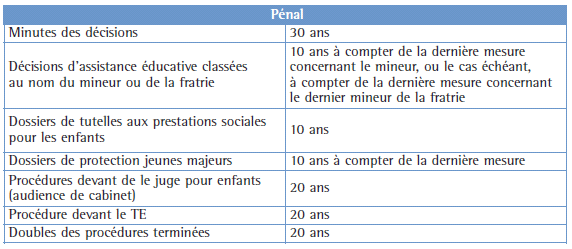 Pénal
Minutes des décisions 30 ans
Décisions d'assistance éducative classées
au nom du mineur ou de la fratrie
10 ans à compter de la dernière mesure
concernant le mineur, ou le cas échéant,
à compter de la dernière mesure concernant
le dernier mineur de la fratrie
Dossiers de tutelles aux prestations sociales
pour les enfants
10 ans
Dossiers de protection jeunes majeurs 10 ans à compter de la dernière mesure
Procédures devant de le juge pour enfants
(audience de cabinet)
20 ans
Procédure devant le TE 20 ans
Doubles des procédures terminées 20 ans